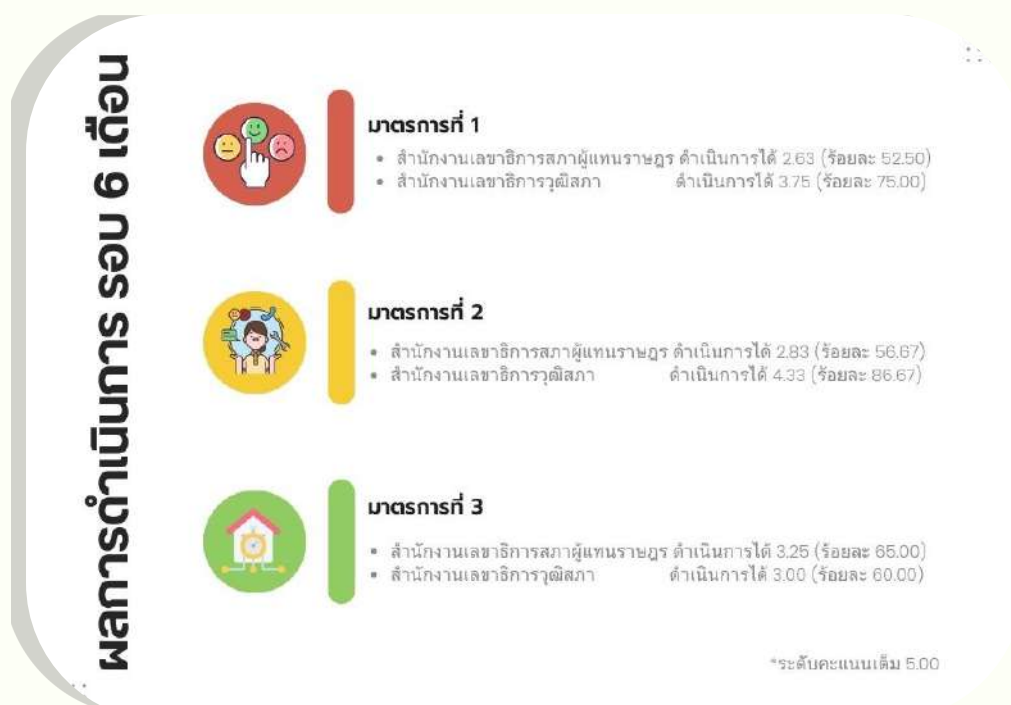 ผลการดำเนินการ รอบ 6 เดือน
มาตรการที่ 1
• สำนักงานเลขาธิการสภาผู้แทนราษฎร ดำเนินการได้ 2.63 (ร้อยละ 52.50)
• สำนักงานเลขาธิการวุฒิสภา ดำเนินการได้ 3.75 (ร้อยละ 75.00)
มาตรการที่ 2
• สำนักงานเลขาธิการสภาผู้แทนราษฎร ดำเนินการได้ 2.83 (ร้อยละ 56.67)
• สำนักงานเลขาธิการวุฒิสภา ดำเนินการได้ 4.33 (ร้อยละ 86.67)
มาตรการที่ 3
• สำนักงานเลขาธิการสภาผู้แทนราษฎร ดำเนินการได้ 3.25 (ร้อยละ 65.00)
• สำนักงานเลขาธิการวุฒิสภา ดำเนินการได้ 3.00 (ร้อยละ 60.00)
*ระดับคะแนนเต็ม 5.00